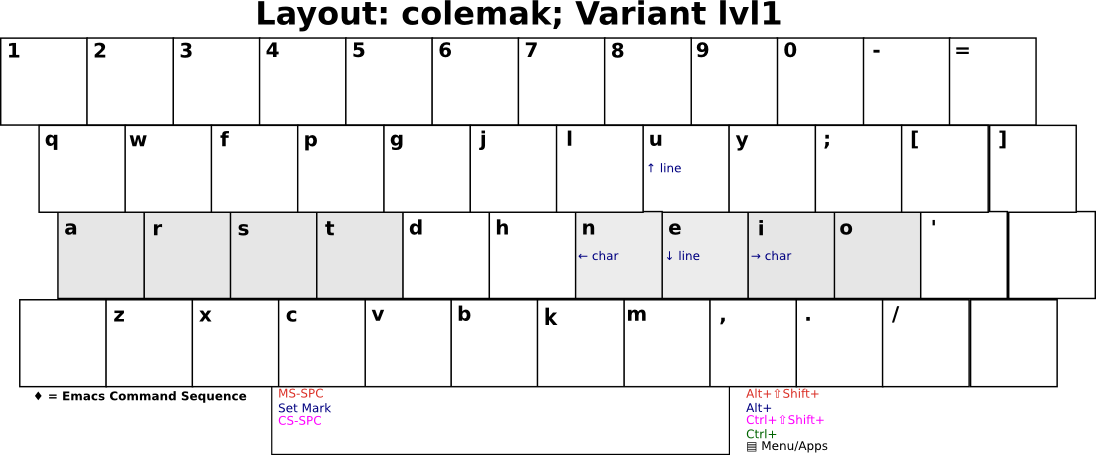 Layout: colemak; Variant lvl1
1 2 3 4 5 6 7 8 9 0 - =
q w f p g j l u y ; [ ]
↑ line
a r s t d h n e i o '
← char ↓ line → char
z x c v b k m , . /
♦ = Emacs Command Sequence
MS-SPC
Set Mark
CS-SPC
Alt+⇧Shift+
Alt+
Ctrl+⇧Shift+
Ctrl+
▤ Menu/Apps